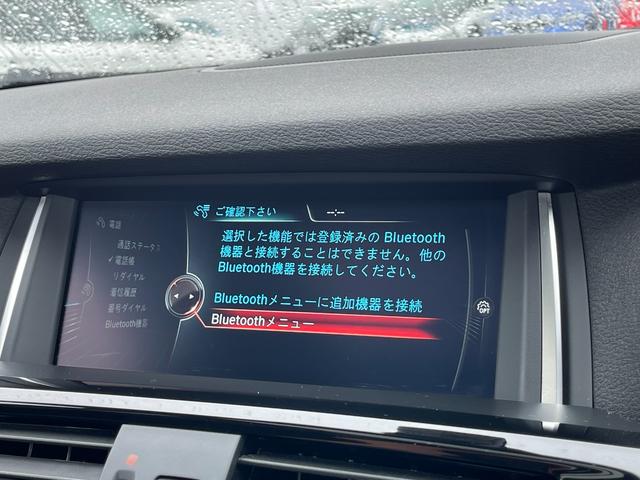 ご確認下さい
--:--
電話
通話ステータス
✓電話帳
リダイヤル
着信履歴
番号ダイヤル
Bluetooth機器
選択した機能では登録済みの Bluetooth
機器と接続することはできません。他の
Bluetooth機器を接続してください。
Bluetoothメニューに追加機器を接続
Bluetoothメニュー
OPT